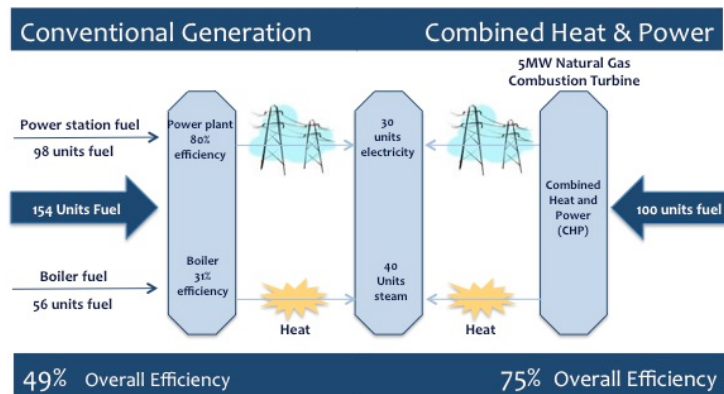 Conventional Generation
Combined Heat & Power
5MW Natural Gas
Combustion Turbine
Power station fuel
98 units fuel
154 Units Fuel
Boiler fuel
56 units fuel
Power plant
80%
efficiency
Boiler
31%
efficiency
Heat
30
units
electricity
40
Units
steam
Heat
Combined
Heat and
Power
(CHP)
100 units fuel
49% Overall Efficiency
75% Overall Efficiency